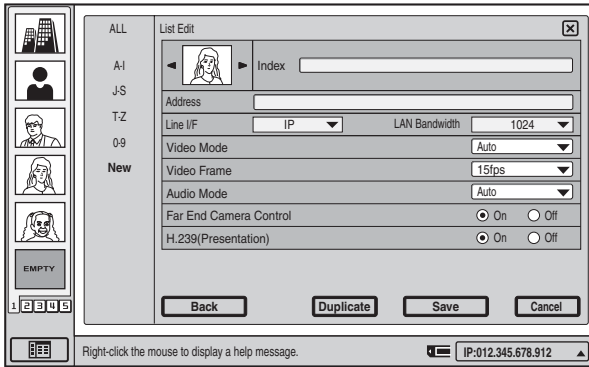 ALL
A-I
J-S
T-Z
0-9
New
List Edit
Index
Address
Line I/F IP LAN Bandwidth 1024
Video Mode Auto
Video Frame 15fps
Audio Mode Auto
Far End Camera Control On Off
H.239(Presentation) On Off
EMPTY
1 2 3 4 5
Back Duplicate Save Cancel
Right-click the mouse to display a help message.
IP:012.345.678.912